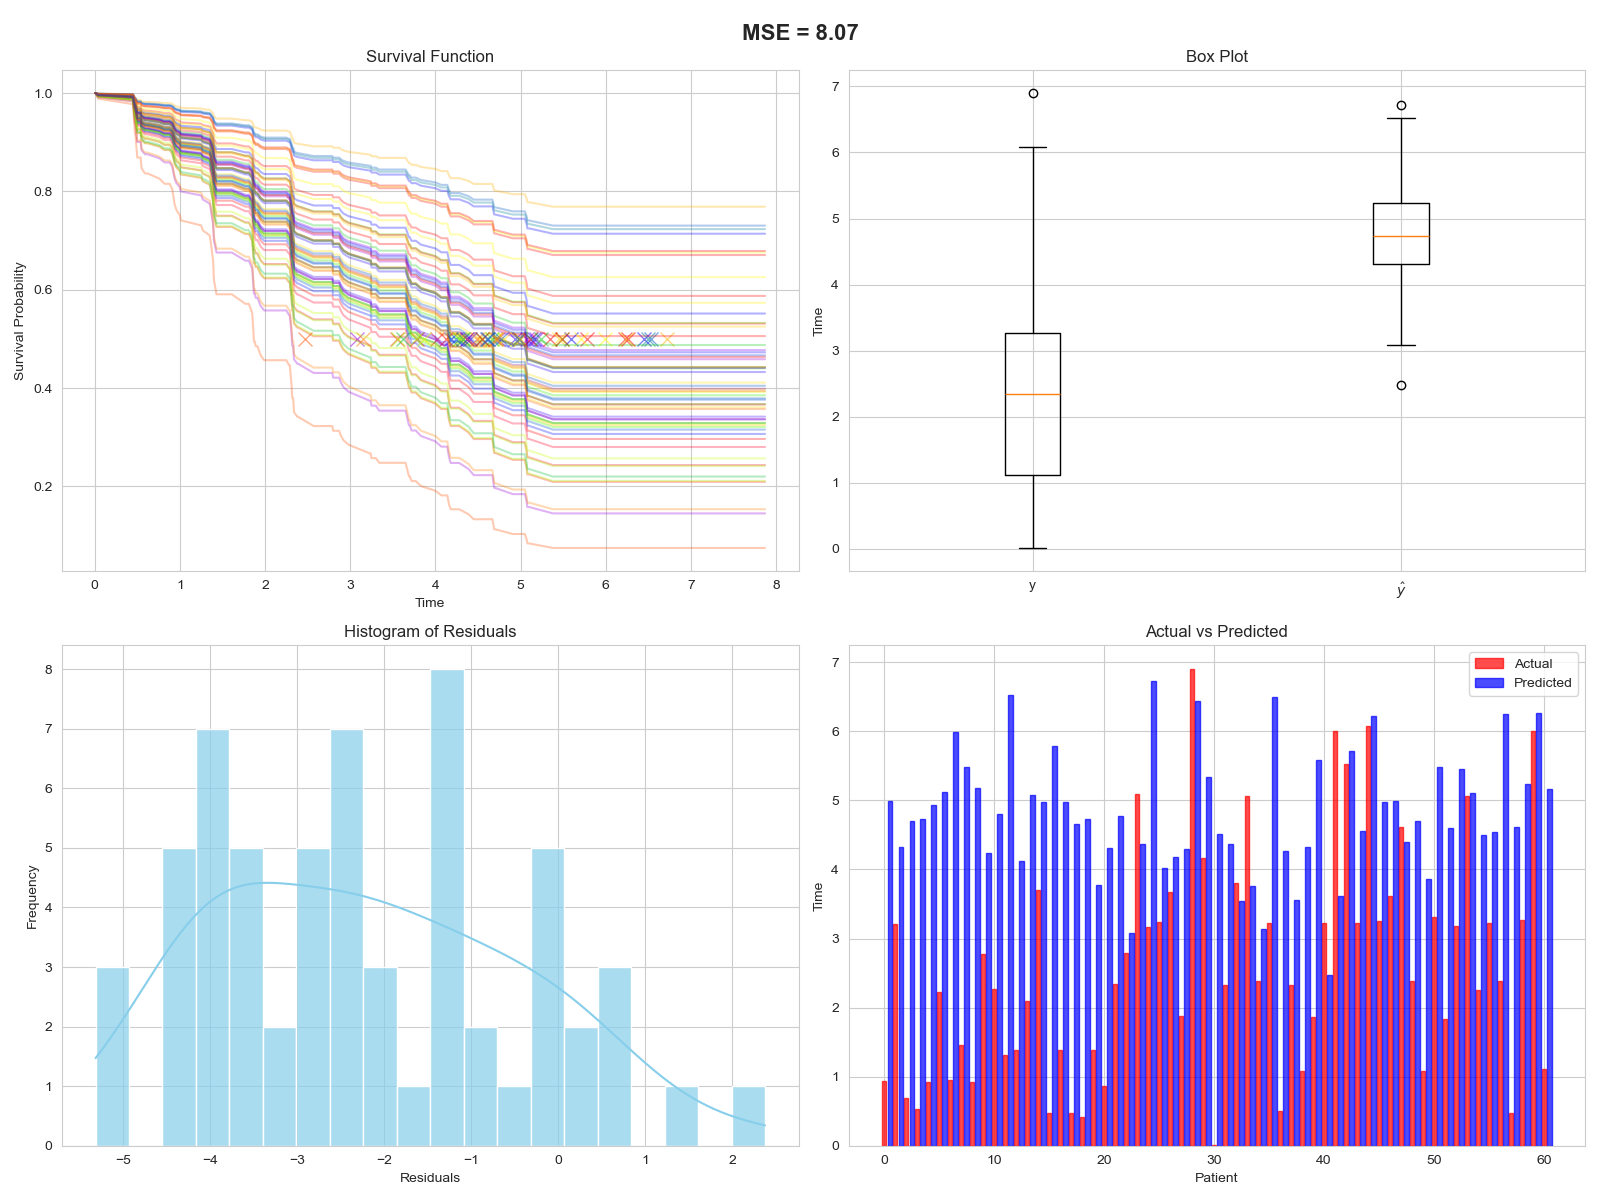 MSE = 8.07
Survival Function
1.0
0.8
0.6
0.4
0.2
Survival Probability
0 1 2 3 4 5 6 7 8
Time
Box Plot
7
6
5
4
3
2
1
0
Time
y ŷ
Histogram of Residuals
8
7
6
5
4
3
2
1
0
Frequency
−5 −4 −3 −2 −1 0 1 2
Residuals
Actual vs Predicted
Actual
Predicted
7
6
5
4
3
2
1
0
Time
0 10 20 30 40 50 60
Patient